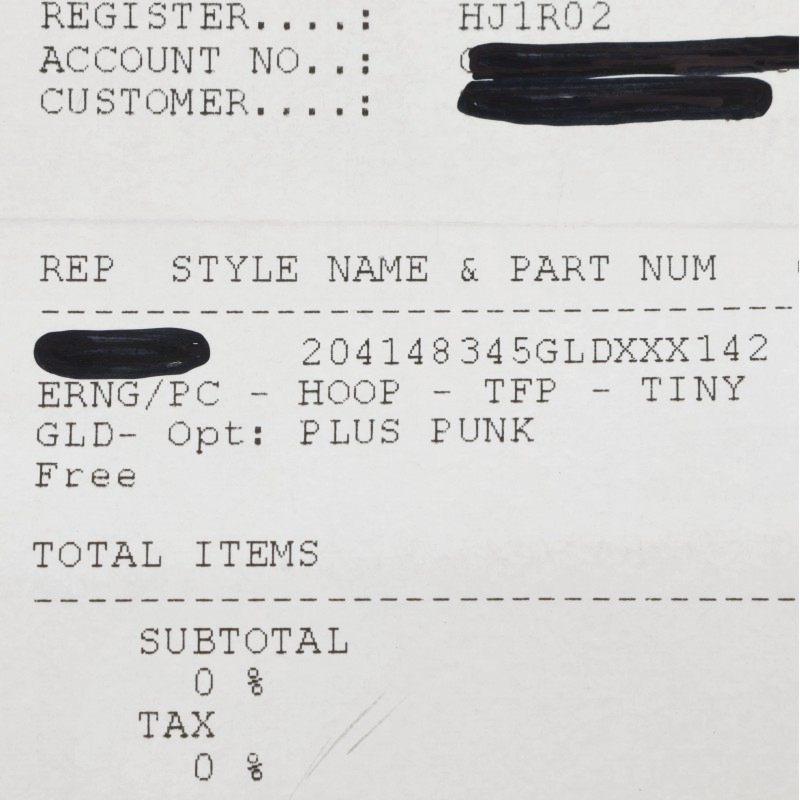 REGISTER....: HJ1R02
ACCOUNT NO..:
CUSTOMER....:
REP STYLE NAME & PART NUM
--------------------------------
204148345GLDXXX142
ERNG/PC - HOOP - TFP - TINY
GLD- Opt: PLUS PUNK
Free
TOTAL ITEMS
--------------------------------
SUBTOTAL
0 %
TAX
0 %